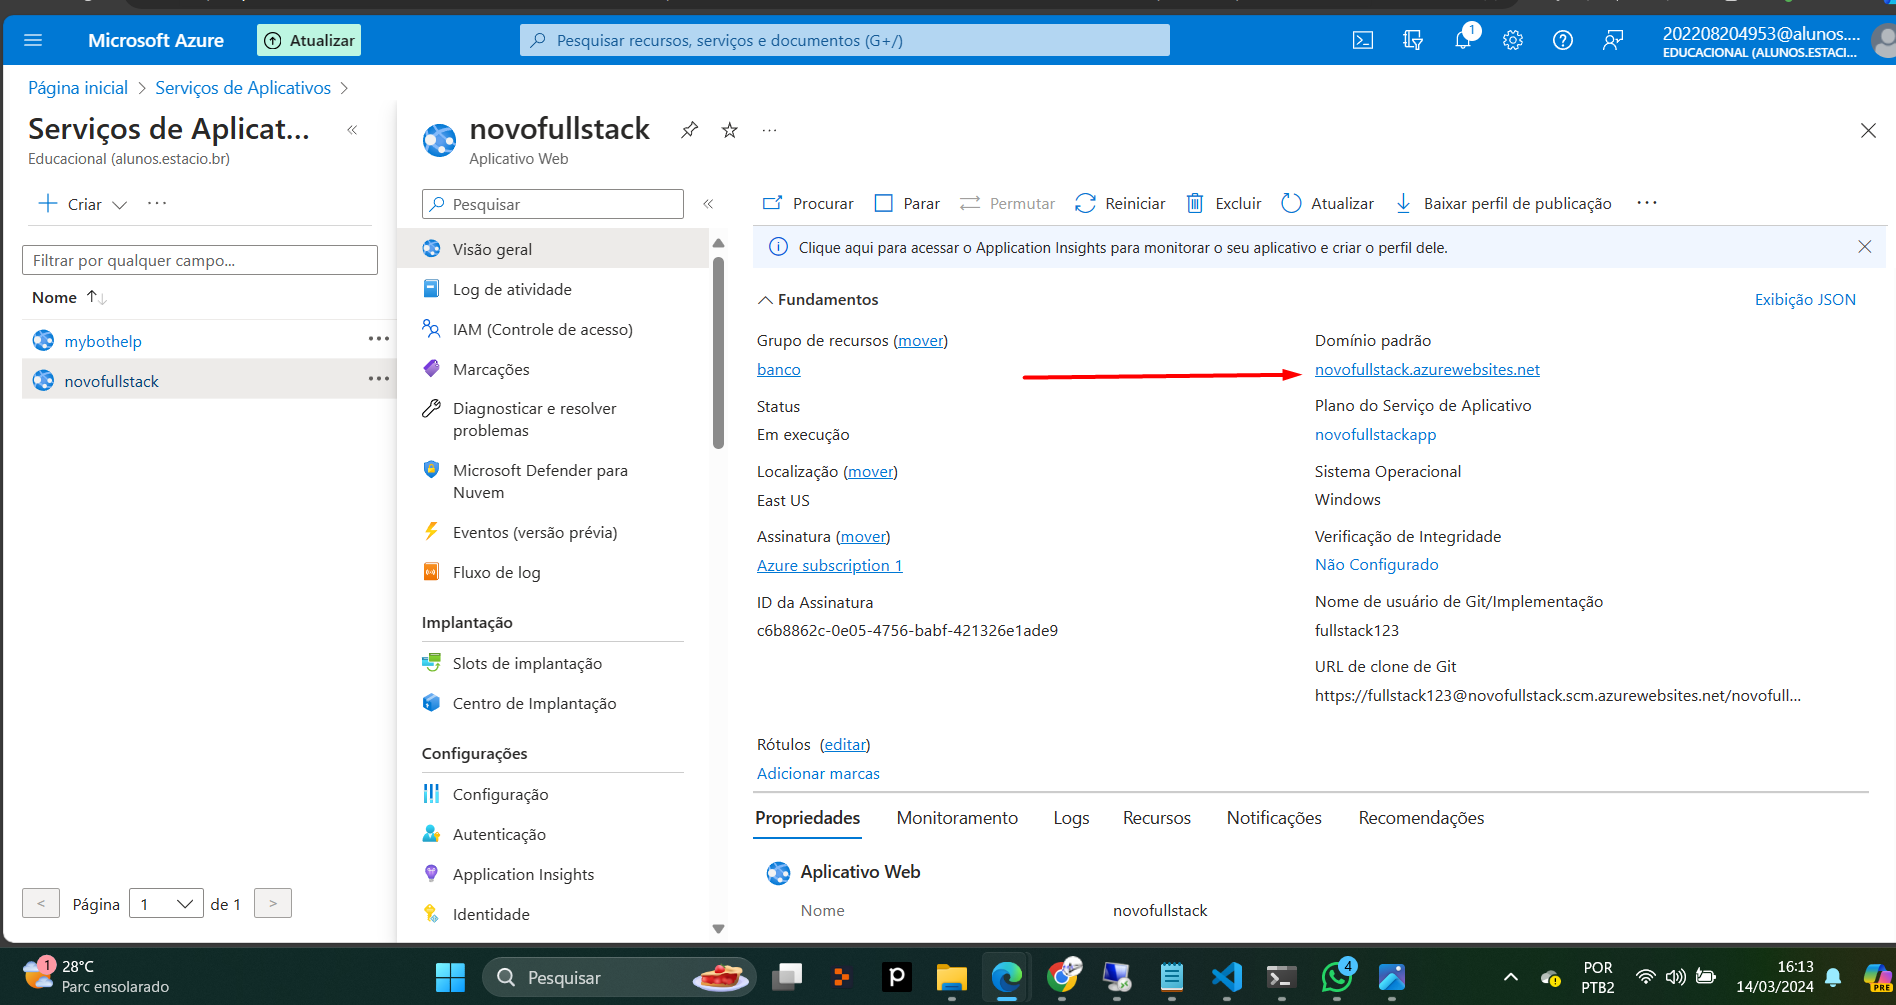 Microsoft Azure
Atualizar
Pesquisar recursos, serviços e documentos (G+/)
1
202208204953@alunos....
EDUCACIONAL (ALUNOS.ESTACI...
Página inicial > Serviços de Aplicativos >
Serviços de Aplicat...
Educacional (alunos.estacio.br)
+ Criar ...
Filtrar por qualquer campo...
Nome
mybothelp ...
novofullstack ...
< Página 1 de 1 >
novofullstack ...
Aplicativo Web
Pesquisar
Visão geral
Log de atividade
IAM (Controle de acesso)
Marcações
Diagnosticar e resolver
problemas
Microsoft Defender para
Nuvem
Eventos (versão prévia)
Fluxo de log
Implantação
Slots de implantação
Centro de Implantação
Configurações
Configuração
Autenticação
Application Insights
Identidade
Procurar Parar Permutar Reiniciar Excluir Atualizar Baixar perfil de publicação ...
Clique aqui para acessar o Application Insights para monitorar o seu aplicativo e criar o perfil dele.
Fundamentos
Exibição JSON
Grupo de recursos (mover)
banco
Status
Em execução
Localização (mover)
East US
Assinatura (mover)
Azure subscription 1
ID da Assinatura
c6b8862c-0e05-4756-babf-421326e1ade9
Domínio padrão
novofullstack.azurewebsites.net
Plano do Serviço de Aplicativo
novofullstackapp
Sistema Operacional
Windows
Verificação de Integridade
Não Configurado
Nome de usuário de Git/Implementação
fullstack123
URL de clone de Git
https://fullstack123@novofullstack.scm.azurewebsites.net/novofull...
Rótulos (editar)
Adicionar marcas
Propriedades Monitoramento Logs Recursos Notificações Recomendações
Aplicativo Web
Nome novofullstack
1
28°C
Parc ensolarado
Pesquisar
4
POR
PTB2
16:13
14/03/2024
PRE